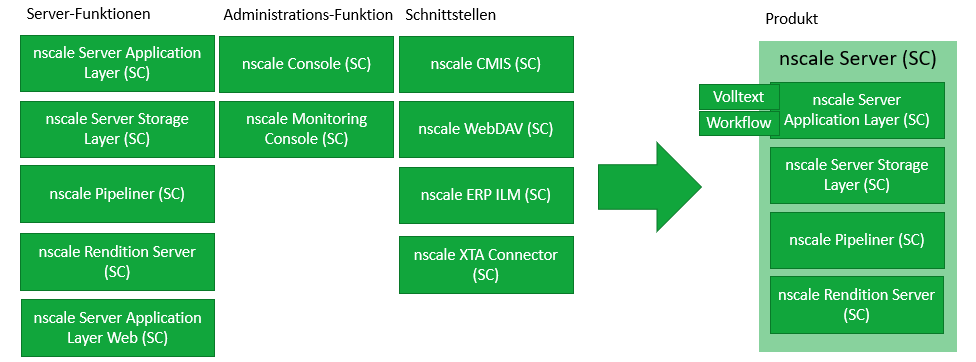 Server-Funktionen
nscale Server Application
Layer (SC)
nscale Server Storage
Layer (SC)
nscale Pipeliner (SC)
nscale Rendition Server
(SC)
nscale Server Application
Layer Web (SC)
Administrations-Funktion
nscale Console (SC)
nscale Monitoring
Console (SC)
Schnittstellen
nscale CMIS (SC)
nscale WebDAV (SC)
nscale ERP ILM (SC)
nscale XTA Connector
(SC)
Produkt
nscale Server (SC)
Volltext
Workflow
nscale Server
Application Layer (SC)
nscale Server Storage
Layer (SC)
nscale Pipeliner (SC)
nscale Rendition Server
(SC)